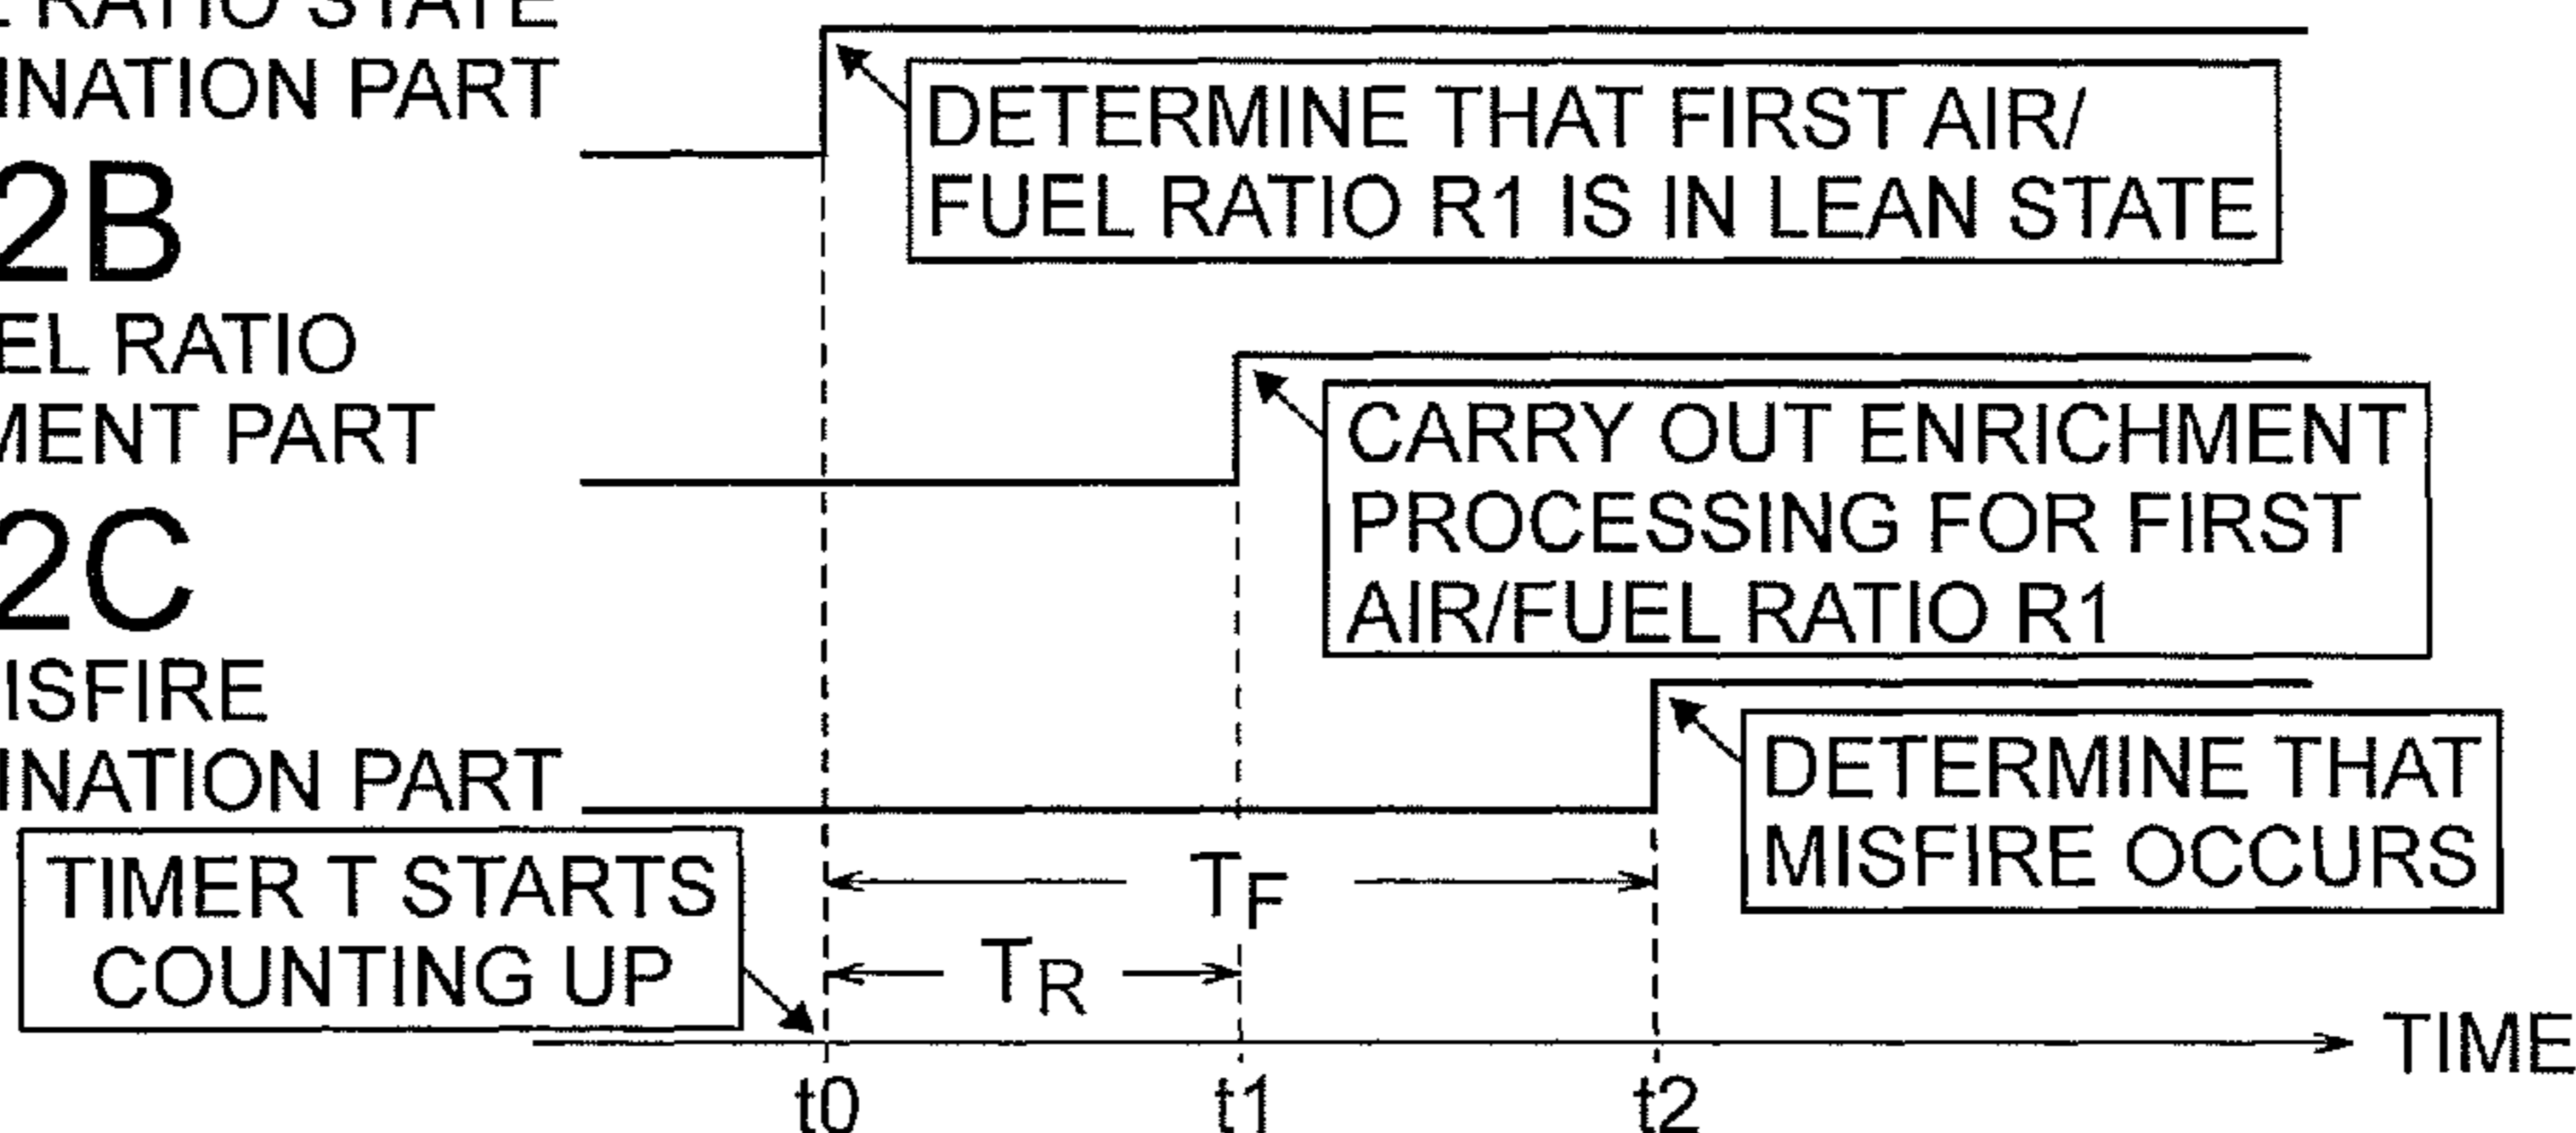 RATIO STATE
INATION PART
DETERMINE THAT FIRST AIR/
FUEL RATIO R1 IS IN LEAN STATE
2B
EL RATIO
MENT PART
CARRY OUT ENRICHMENT
PROCESSING FOR FIRST
AIR/FUEL RATIO R1
2C
ISFIRE
INATION PART
DETERMINE THAT
MISFIRE OCCURS
TIMER T STARTS
COUNTING UP
TF
TR
TIME
t0
t1
t2